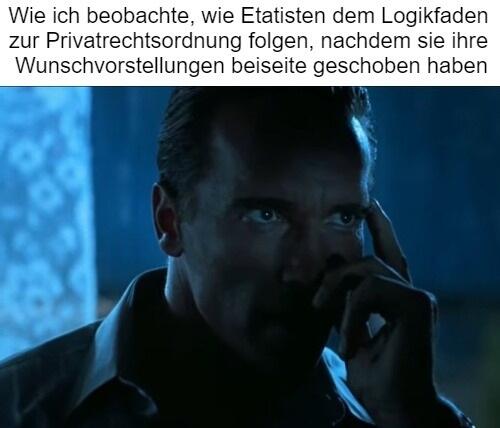 Wie ich beobachte, wie Etatisten dem Logikfaden
zur Privatrechtsordnung folgen, nachdem sie ihre
Wunschvorstellungen beiseite geschoben haben